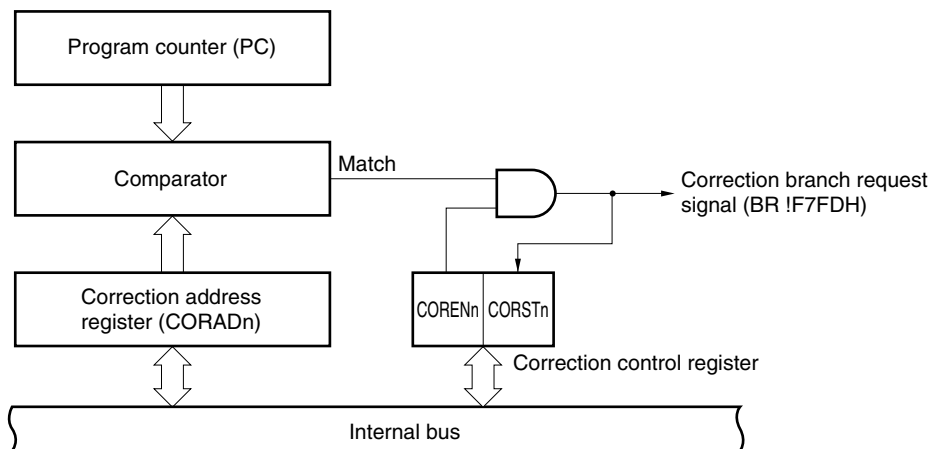 Program counter (PC)
Comparator
Match
Correction branch request
signal (BR !F7FDH)
Correction address
register (CORADn)
CORENn
CORSTn
Correction control register
Internal bus